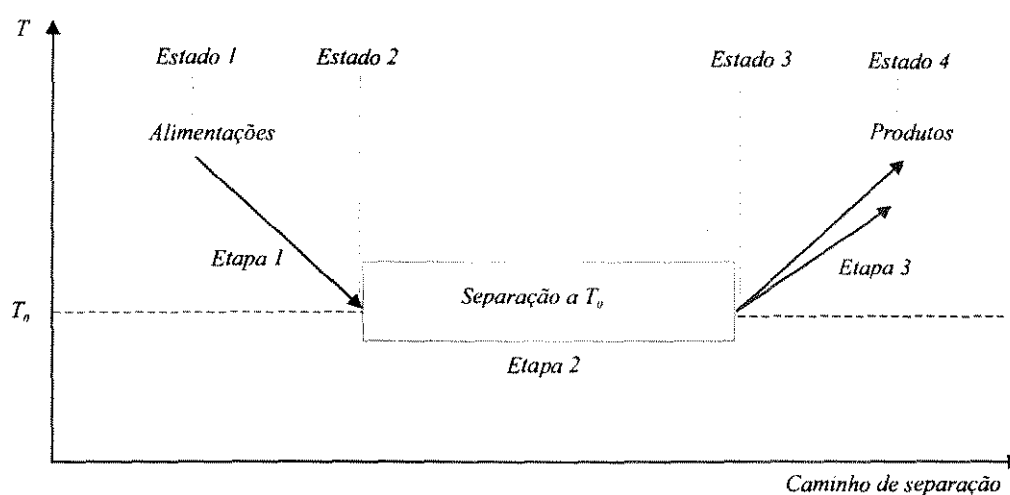 T
Estado 1
Estado 2
Estado 3
Estado 4
Alimentações
Produtos
Etapa 1
Etapa 3
Separação a T₀
T₀
Etapa 2
Caminho de separação